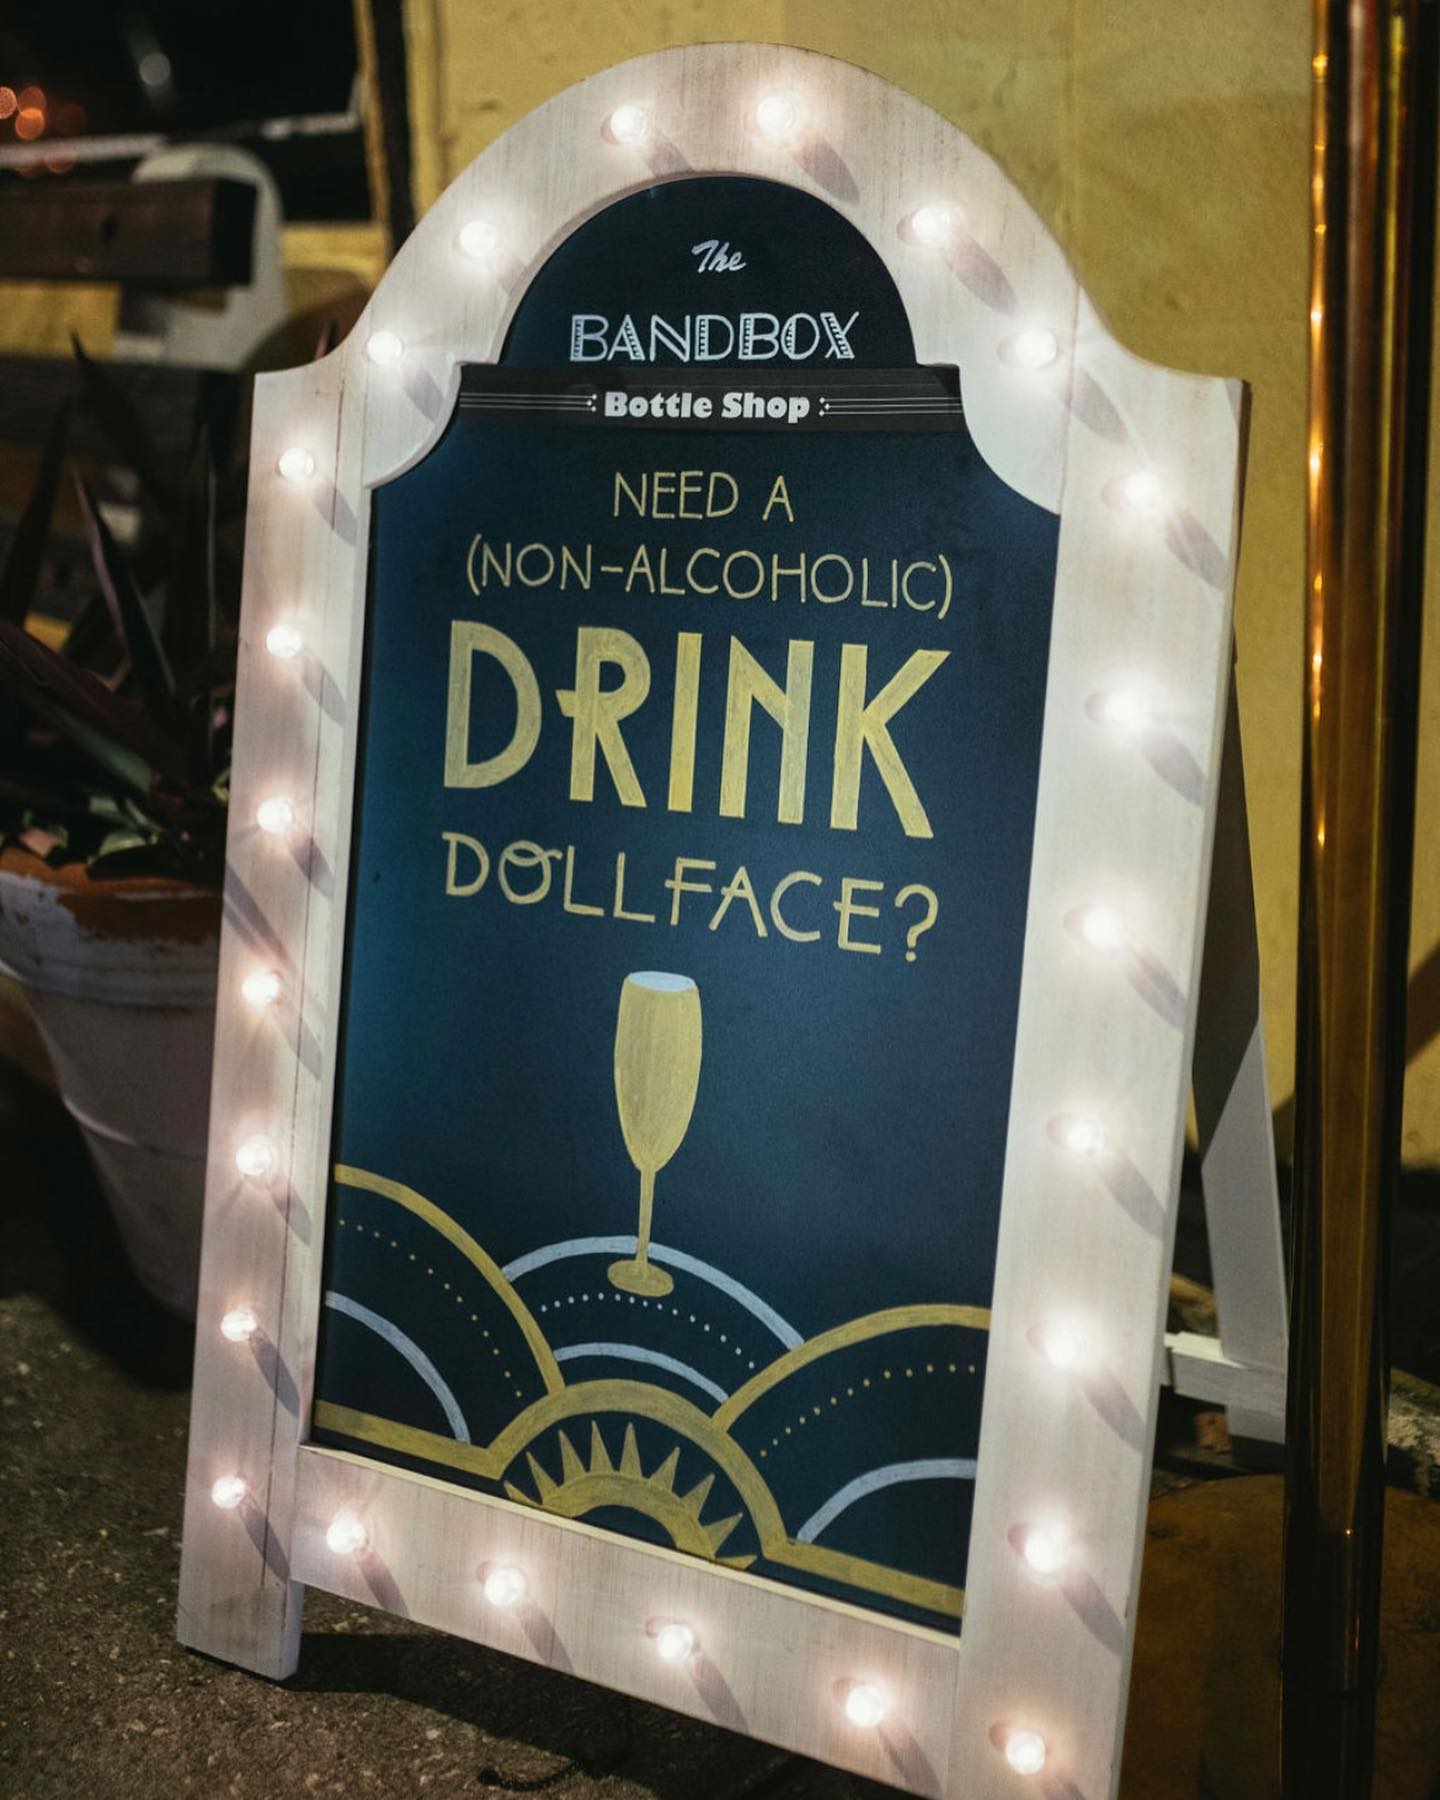 The
BANDBOX
Bottle Shop
NEED A
(NON-ALCOHOLIC)
DRINK
DOLLFACE?